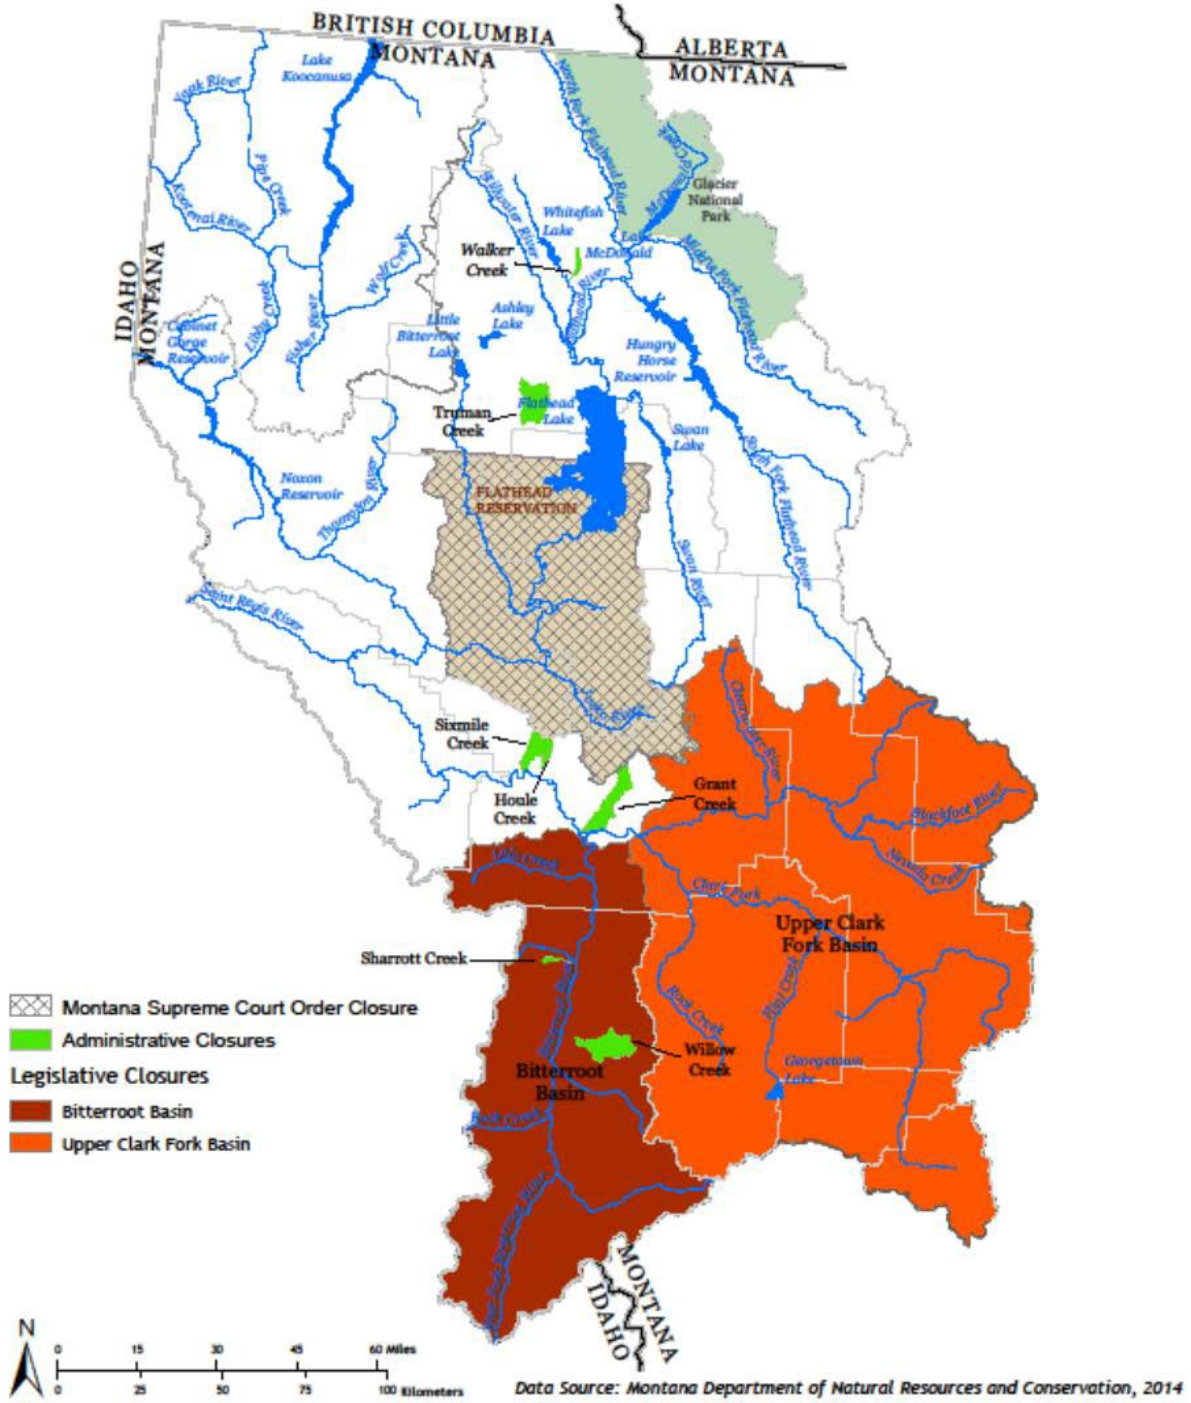 BRITISH COLUMBIA
MONTANA
ALBERTA
MONTANA
Lake
Koocanusa
Yaak River
Pipe Creek
Kootenai River
North Fork Flathead River
McDonald Creek
Glacier
National
Park
Stillwater River
Whitefish
Lake
Lake
McDonald
Walker
Creek
Middle Fork Flathead River
Wolf Creek
IDAHO
MONTANA
Libby Creek
Fisher River
Cabinet
Gorge
Reservoir
Flathead River
Ashley
Lake
Little
Bitterroot
Lake
Hungry
Horse
Reservoir
Truman
Creek
Flathead
Lake
Swan
Lake
South Fork Flathead River
Noxon
Reservoir
Thompson River
FLATHEAD
RESERVATION
Swan River
Saint Regis River
Jocko River
Clearwater River
Sixmile
Creek
Houle
Creek
Grant
Creek
Blackfoot River
Nevada Creek
Lolo Creek
Clark Fork
Upper Clark
Fork Basin
Sharrott Creek
Bitterroot River
Rock Creek
Flint Creek
Willow
Creek
Georgetown
Lake
Bitterroot
Basin
Montana Supreme Court Order Closure
Administrative Closures
Legislative Closures
Bitterroot Basin
Upper Clark Fork Basin
MONTANA
IDAHO
N
0 15 30 45 60 Miles
0 25 50 75 100 Kilometers
Data Source: Montana Department of Natural Resources and Conservation, 2014